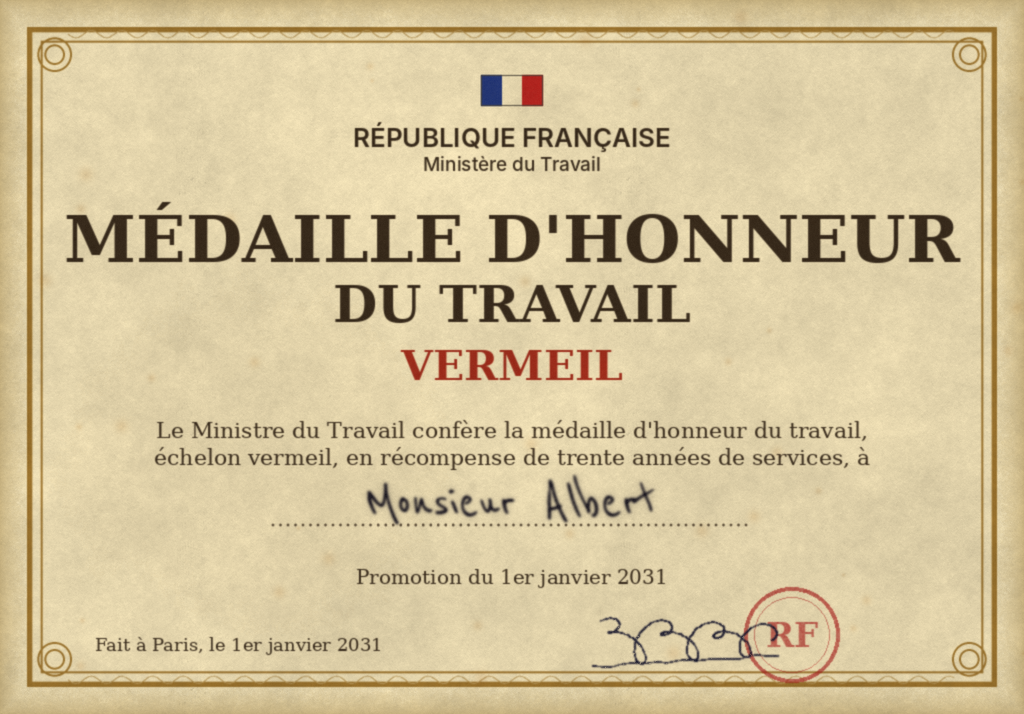 RÉPUBLIQUE FRANÇAISE
Ministère du Travail
MÉDAILLE D'HONNEUR
DU TRAVAIL
VERMEIL
Le Ministre du Travail confère la médaille d'honneur du travail,
échelon vermeil, en récompense de trente années de services, à
Monsieur Albert
Promotion du 1er janvier 2031
Fait à Paris, le 1er janvier 2031
RF